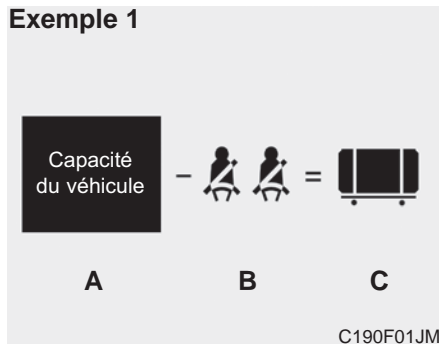 Exemple 1
Capacité
du véhicule
- =
A B C
C190F01JM